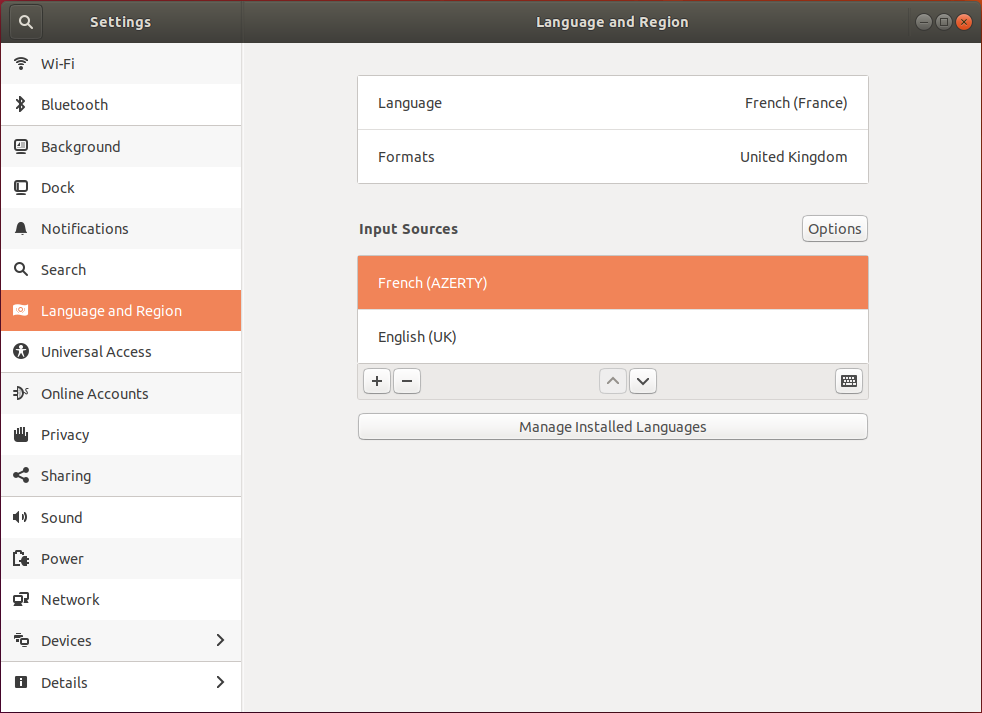 Settings
Language and Region
Wi-Fi
Bluetooth
Background
Dock
Notifications
Search
Language and Region
Universal Access
Online Accounts
Privacy
Sharing
Sound
Power
Network
Devices
Details
Language French (France)
Formats United Kingdom
Input Sources Options
French (AZERTY)
English (UK)
Manage Installed Languages